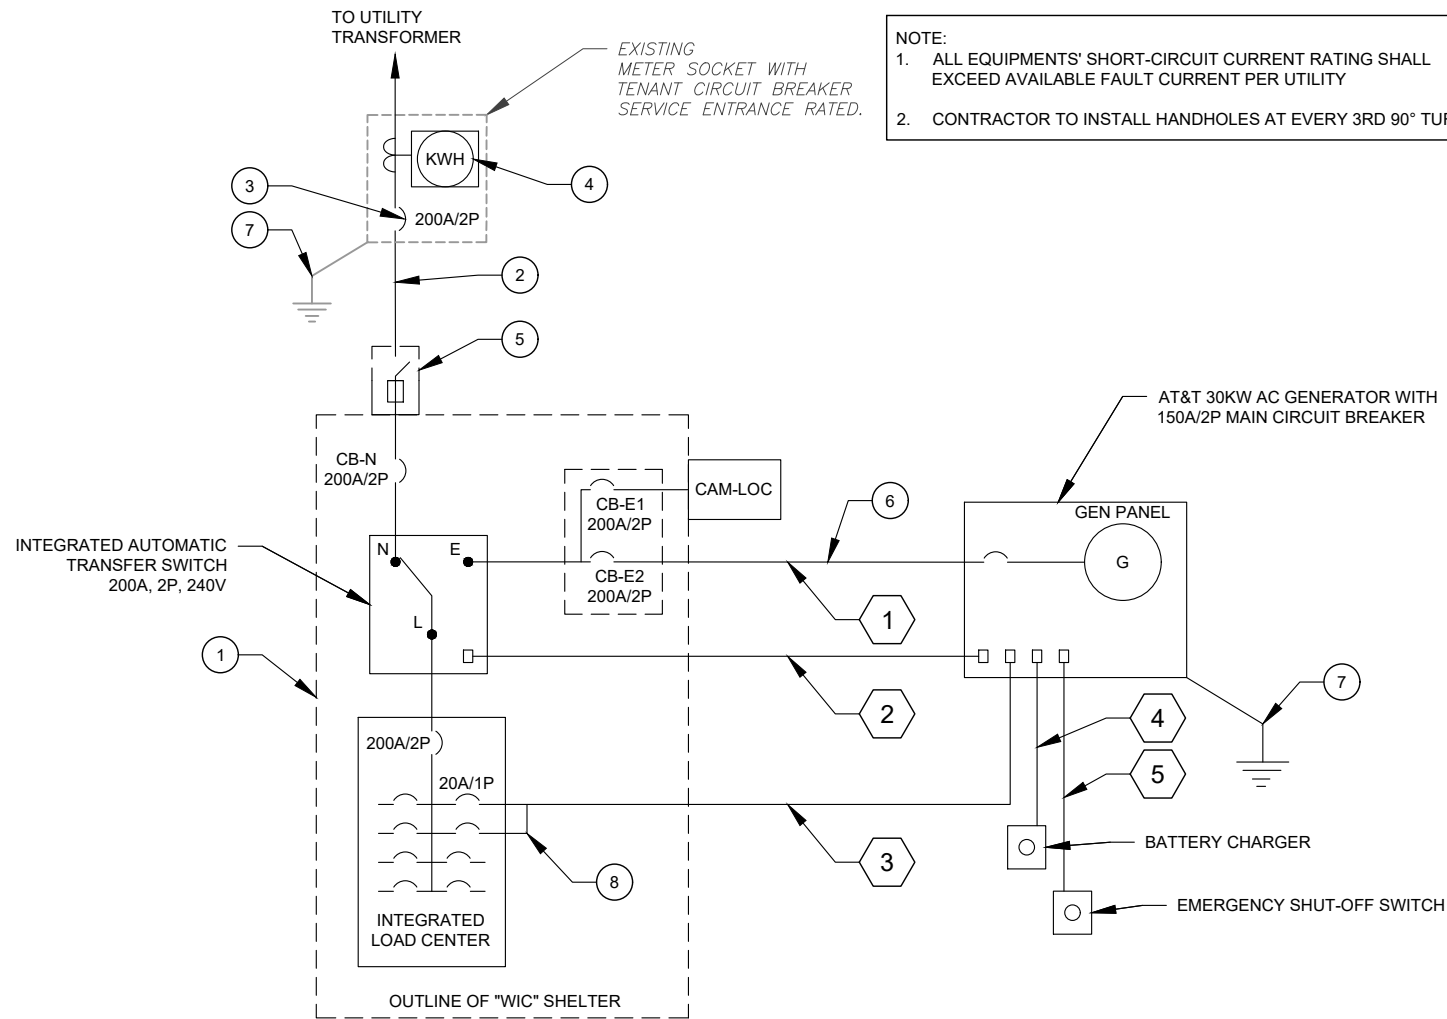 TO UTILITY
TRANSFORMER
EXISTING
METER SOCKET WITH
TENANT CIRCUIT BREAKER
SERVICE ENTRANCE RATED.
NOTE:
1. ALL EQUIPMENTS' SHORT-CIRCUIT CURRENT RATING SHALL
EXCEED AVAILABLE FAULT CURRENT PER UTILITY
2. CONTRACTOR TO INSTALL HANDHOLES AT EVERY 3RD 90°
KWH
4
3
200A/2P
7
2
5
AT&T 30KW AC GENERATOR WITH
150A/2P MAIN CIRCUIT BREAKER
CB-N
200A/2P
CAM-LOC
CB-E1
200A/2P
6
GEN PANEL
INTEGRATED AUTOMATIC
TRANSFER SWITCH
200A, 2P, 240V
N
E
G
CB-E2
200A/2P
1
L
1
2
7
4
200A/2P
5
20A/1P
3
8
BATTERY CHARGER
EMERGENCY SHUT-OFF SWITCH
INTEGRATED
LOAD CENTER
OUTLINE OF "WIC" SHELTER